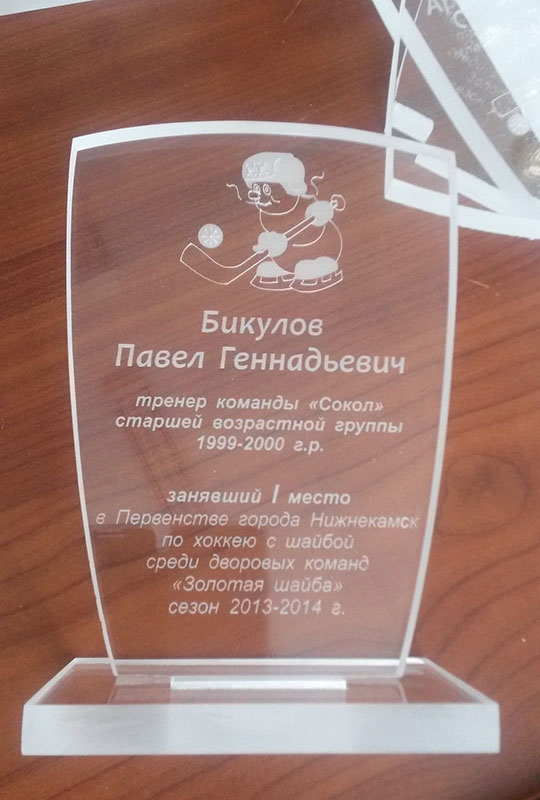 Бикулов
Павел Геннадьевич
тренер команды «Сокол»
старшей возрастной группы
1999-2000 г.р.
занявший I место
в Первенстве города Нижнекамск
по хоккею с шайбой
среди дворовых команд
«Золотая шайба»
сезон 2013-2014 г.